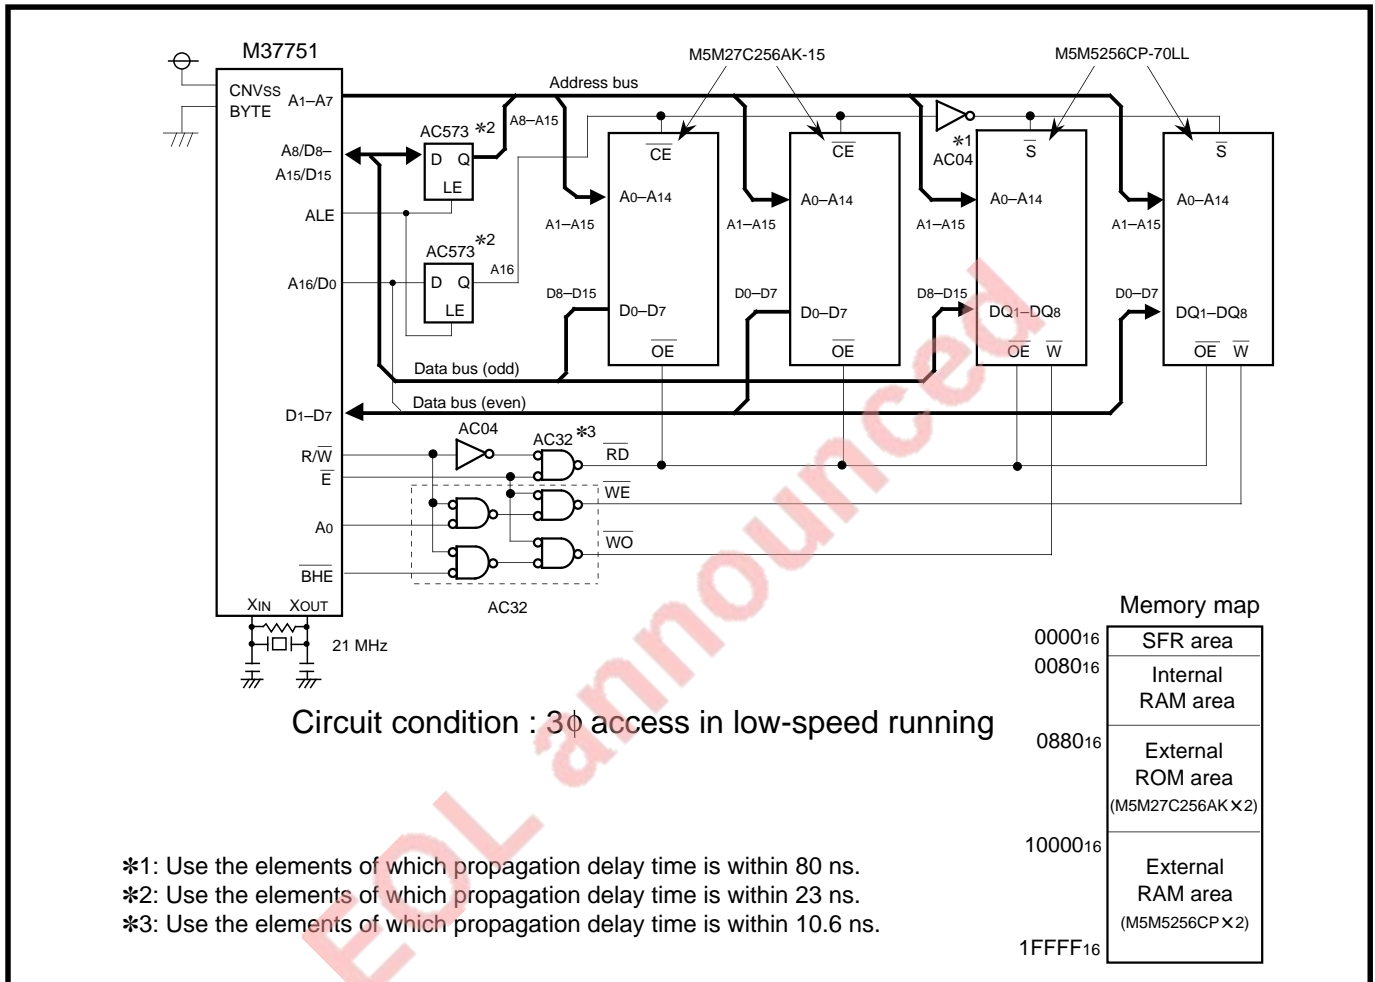 M37751
M5M27C256AK-15
M5M5256CP-70LL
CNVss
BYTE
A1–A7
Address bus
AC573 *2
A8–A15
A8/D8–
A15/D15
D Q
LE
ALE
AC573 *2
A16
A16/D0
D Q
LE
CE
A0–A14
A1–A15
D8–D15
D0–D7
OE
CE
A0–A14
A1–A15
D0–D7
D0–D7
OE
*1
AC04
S
A0–A14
A1–A15
D8–D15
DQ1–DQ8
OE W
S
A0–A14
A1–A15
D0–D7
DQ1–DQ8
OE W
Data bus (odd)
Data bus (even)
D1–D7
AC04
AC32 *3
R/W
RD
E
WE
A0
WO
BHE
AC32
XIN XOUT
21 MHz
Circuit condition : 3ϕ access in low-speed running
Memory map
000016
SFR area
008016
Internal
RAM area
088016
External
ROM area
(M5M27C256AK✕2)
1000016
External
RAM area
(M5M5256CP✕2)
1FFFF16
*1: Use the elements of which propagation delay time is within 80 ns.
*2: Use the elements of which propagation delay time is within 23 ns.
*3: Use the elements of which propagation delay time is within 10.6 ns.
EOL announced